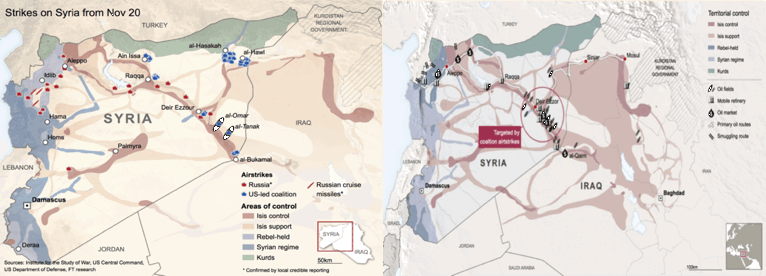 Strikes on Syria from Nov 20
TURKEY
KURDISTAN
REGIONAL
GOVERNMENT
al-Hasakah
Ain Issa
al-Hawl
Aleppo
Raqqa
Idlib
Deir Ezzour
al-Omar
al-Tanak
SYRIA
Hama
IRAQ
Homs
Palmyra
al-Bukamal
LEBANON
Damascus
Deraa
JORDAN
Airstrikes
Russia*
US-led coalition
Russian cruise
missiles*
Areas of control
Isis control
Isis support
Rebel-held
Syrian regime
Kurds
SYRIA
IRAQ
50km
Sources: Institute for the Study of War, US Central Command,
US Department of Defense, FT research
* Confirmed by local credible reporting
TURKEY
Aleppo
Raqqa
Sinjar
Mosul
KURDISTAN
REGIONAL
GOVERNMENT
Deir Ezzor
Targeted by
coalition airstrikes
al-Qaim
SYRIA
IRAQ
Baghdad
LEBANON
Damascus
ISRAEL
JORDAN
SAUDI ARABIA
100km
IRAN
Territorial control
Isis control
Isis support
Rebel-held
Syrian regime
Kurds
Oil fields
Mobile refinery
Oil market
Primary oil routes
Smuggling route